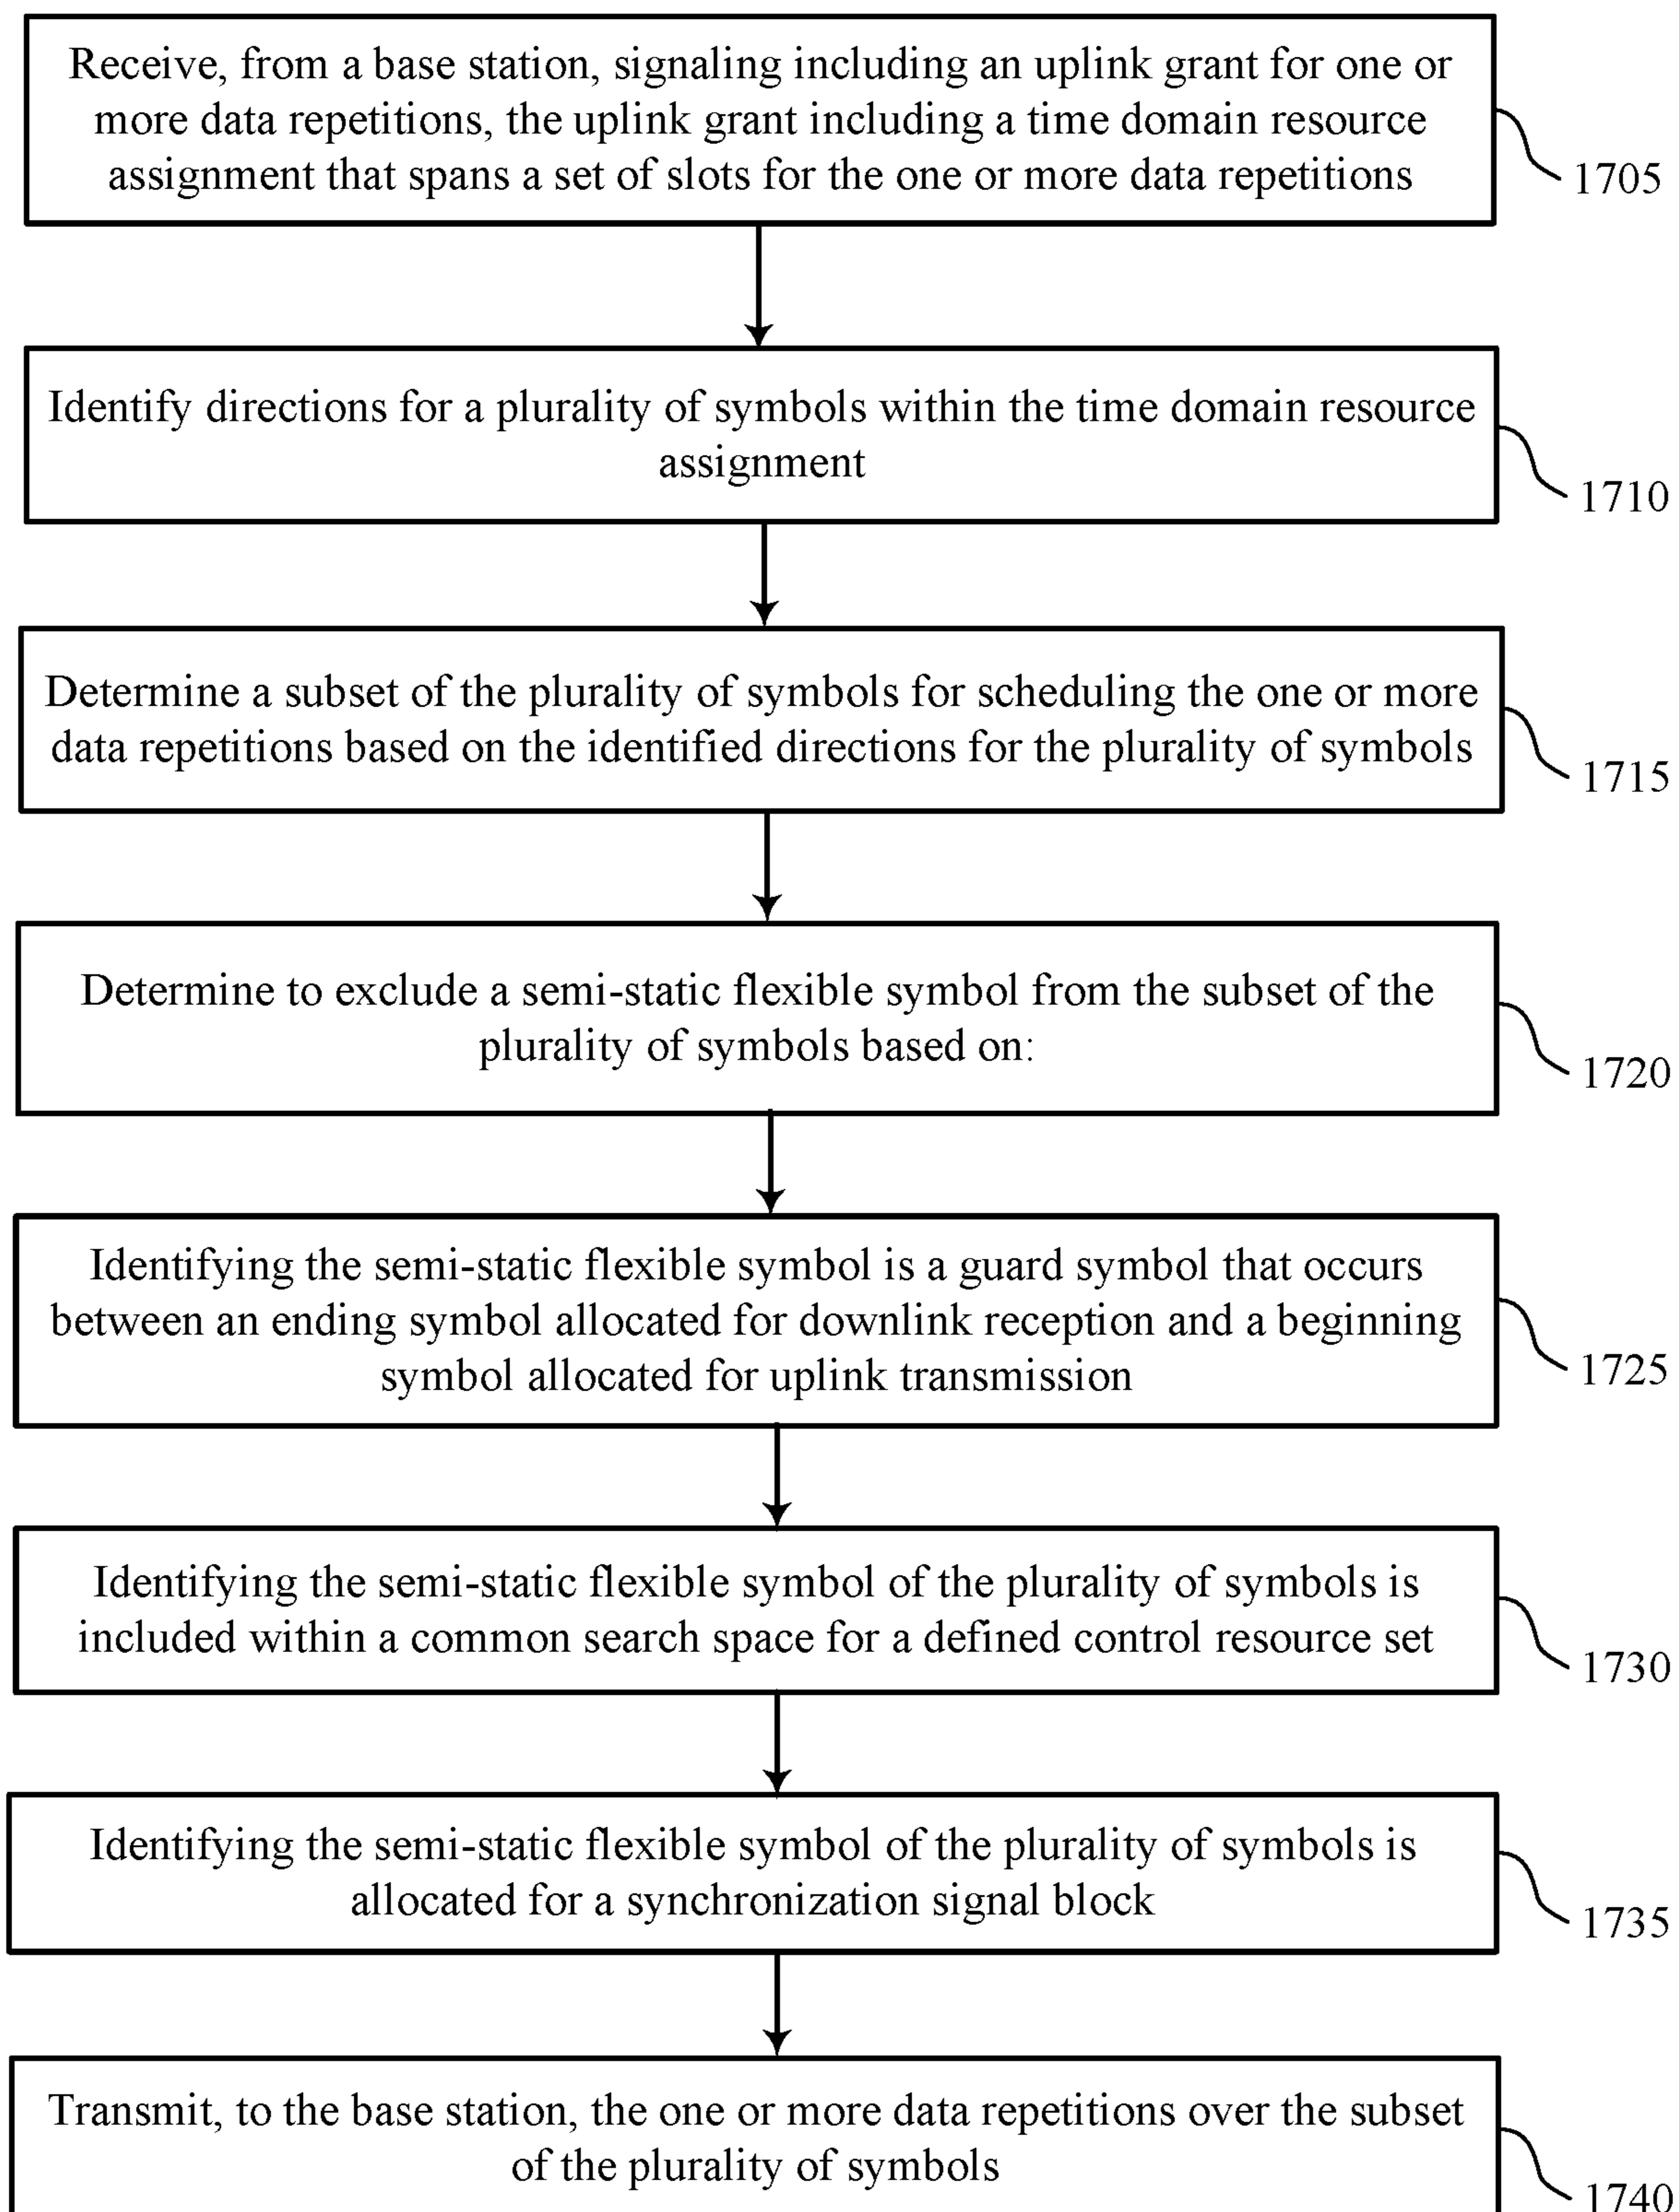 Receive, from a base station, signaling including an uplink grant for one or
more data repetitions, the uplink grant including a time domain resource
assignment that spans a set of slots for the one or more data repetitions
1705
Identify directions for a plurality of symbols within the time domain resource
assignment
1710
Determine a subset of the plurality of symbols for scheduling the one or more
data repetitions based on the identified directions for the plurality of symbols
1715
Determine to exclude a semi-static flexible symbol from the subset of the
plurality of symbols based on:
1720
Identifying the semi-static flexible symbol is a guard symbol that occurs
between an ending symbol allocated for downlink reception and a beginning
symbol allocated for uplink transmission
1725
Identifying the semi-static flexible symbol of the plurality of symbols is
included within a common search space for a defined control resource set
1730
Identifying the semi-static flexible symbol of the plurality of symbols is
allocated for a synchronization signal block
1735
Transmit, to the base station, the one or more data repetitions over the subset
of the plurality of symbols
1740